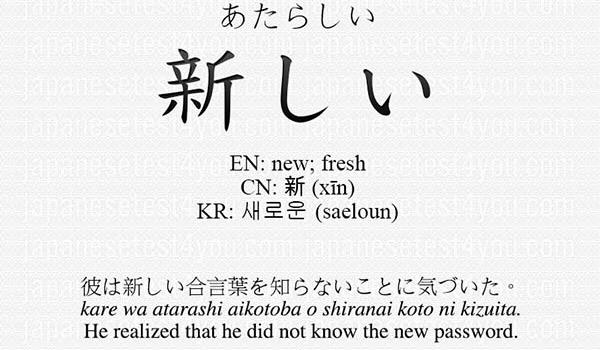 あたらしい
新しい
EN: new; fresh
CN: 新 (xīn)
KR: 새로운 (saeloun)
彼は新しい合言葉を知らないことに気づいた。
kare wa atarashi aikotoba o shiranai koto ni kizuita.
He realized that he did not know the new password.